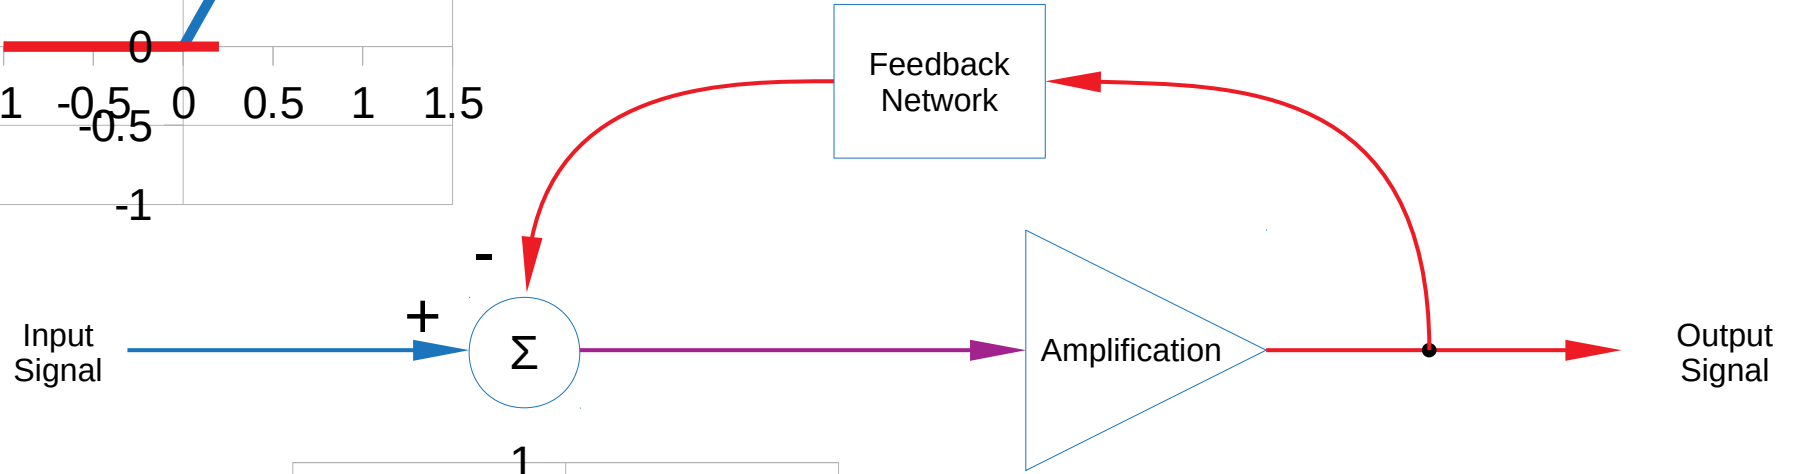 0
1 -0.5 0 0.5 1 1.5
-0.5
-1
Feedback
Network
-
+
Input
Signal
Σ
Amplification
Output
Signal
1